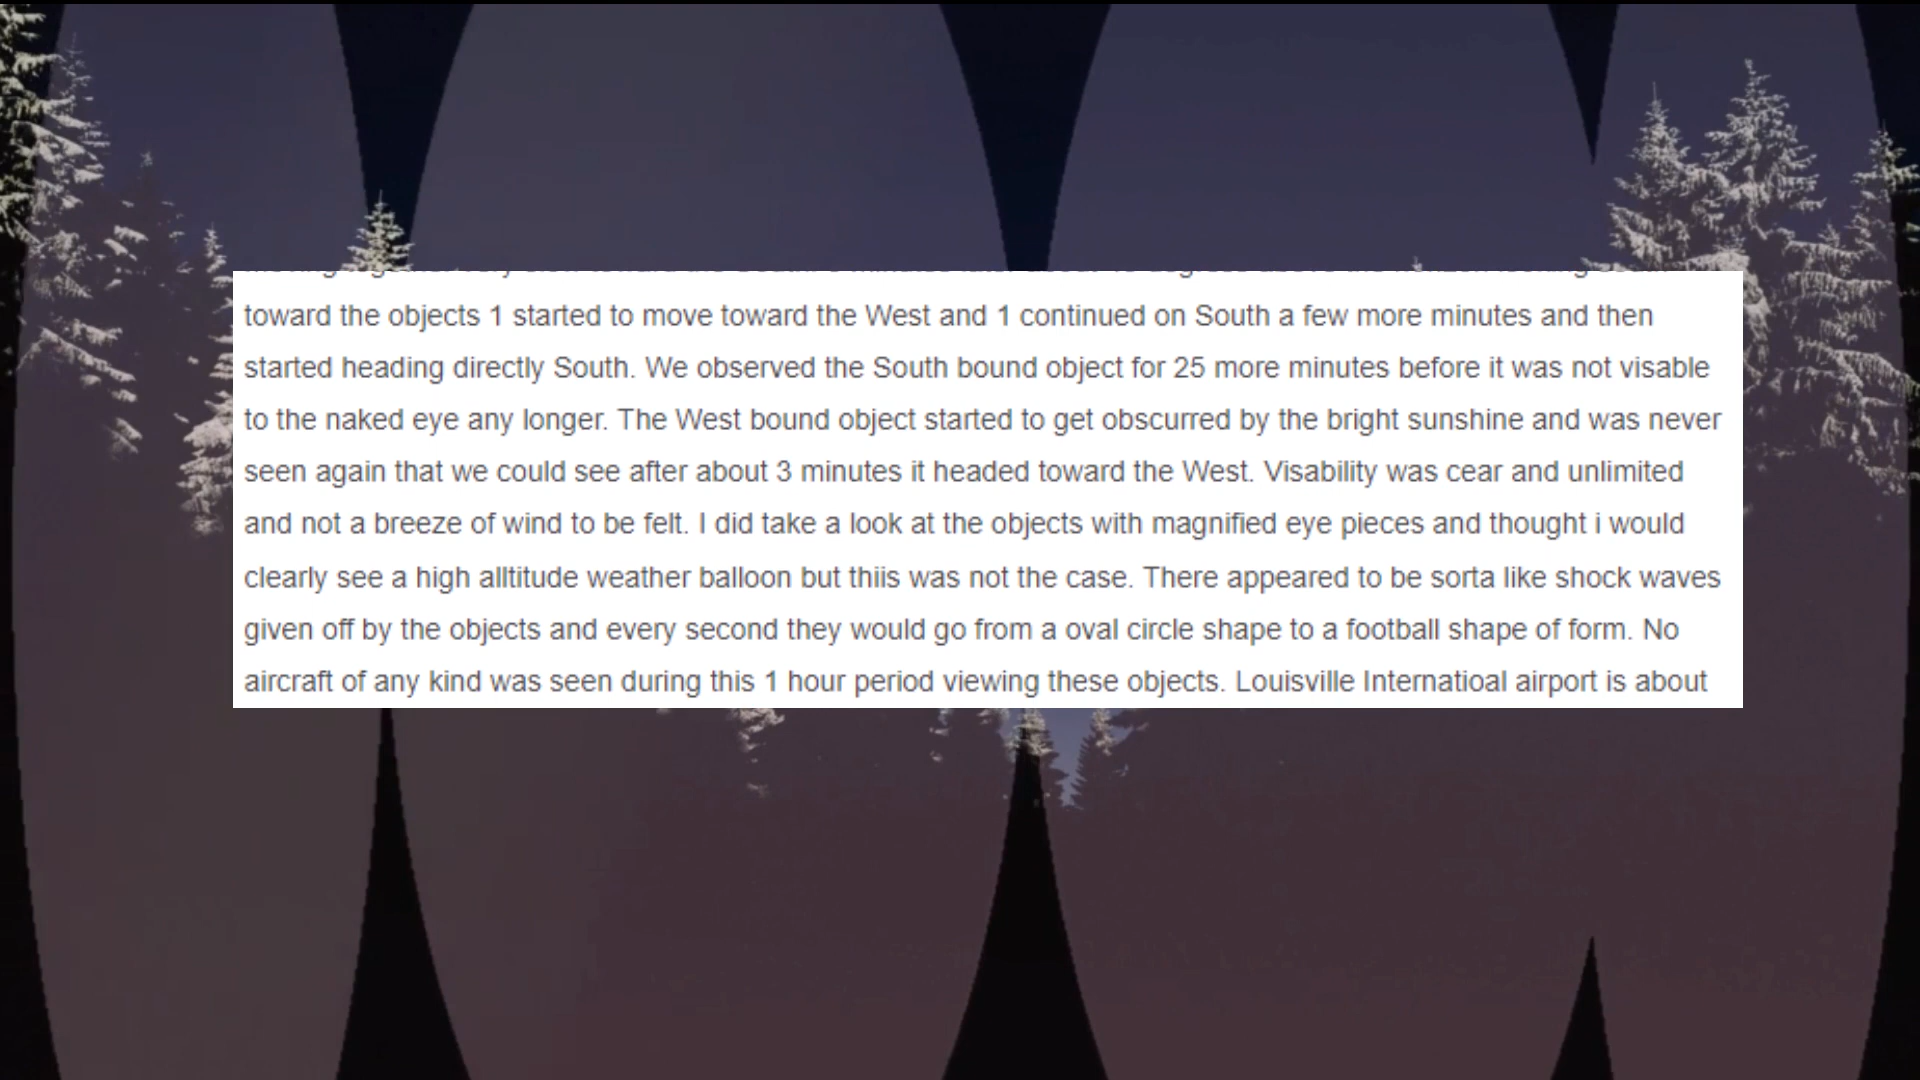 toward the objects 1 started to move toward the West and 1 continued on South a few more minutes and then
started heading directly South. We observed the South bound object for 25 more minutes before it was not visable
to the naked eye any longer. The West bound object started to get obscurred by the bright sunshine and was never
seen again that we could see after about 3 minutes it headed toward the West. Visability was cear and unlimited
and not a breeze of wind to be felt. I did take a look at the objects with magnified eye pieces and thought i would
clearly see a high alltitude weather balloon but thiis was not the case. There appeared to be sorta like shock waves
given off by the objects and every second they would go from a oval circle shape to a football shape of form. No
aircraft of any kind was seen during this 1 hour period viewing these objects. Louisville Internatioal airport is about